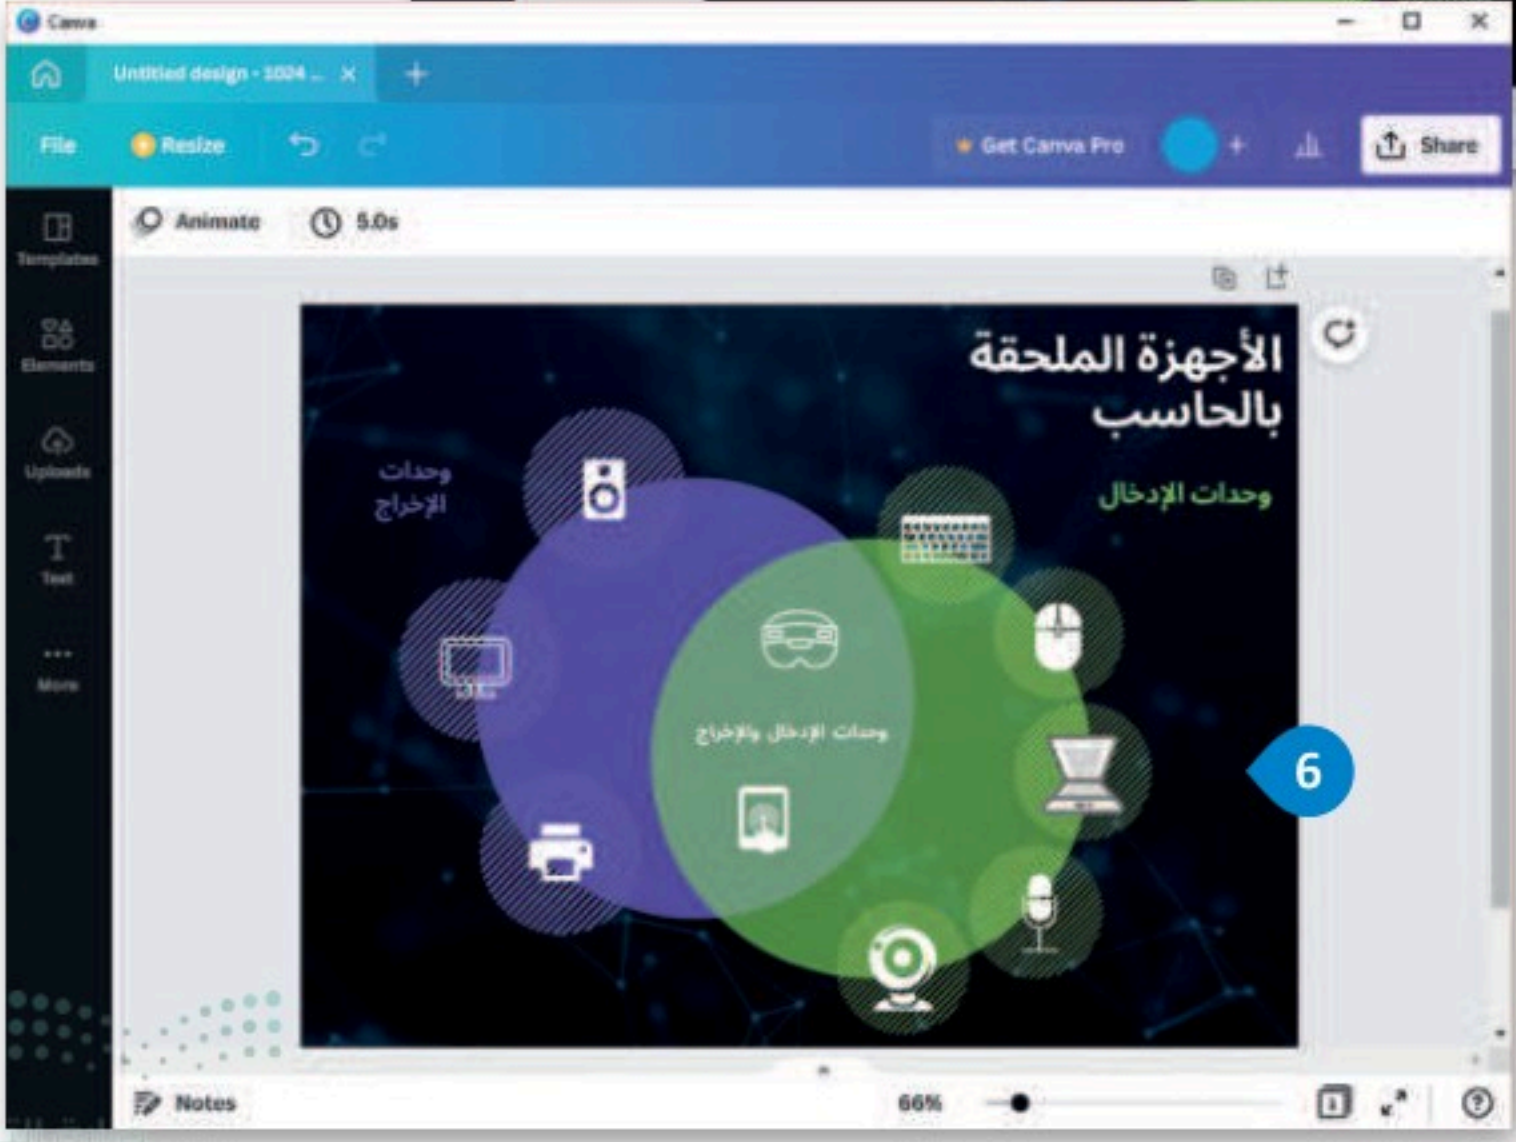 Canva
Untitled design - 1024 ...
File
Resize
Get Canva Pro
Share
Animate
5.0s
Templates
Elements
Uploads
Text
More
الأجهزة الملحقة
بالحاسب
وحدات الإدخال
وحدات
الإخراج
وحدات الإدخال والإخراج
6
Notes
66%
1